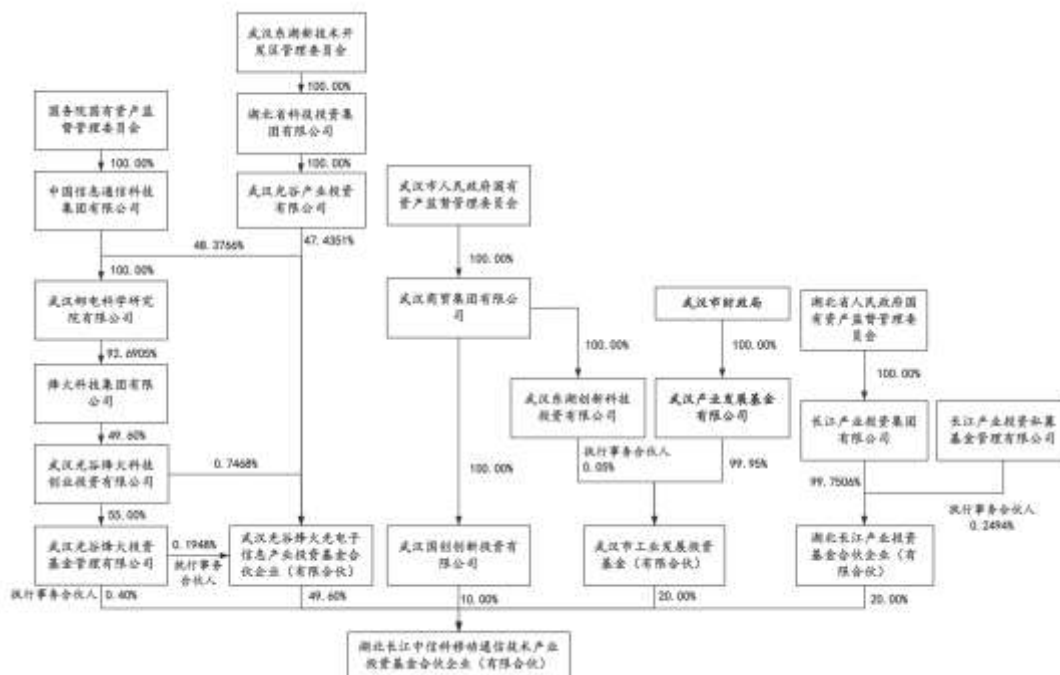 武汉东湖新技术开
发区管理委员会
100.00%
国务院国有资产监
督管理委员会
湖北省科技投资集
团有限公司
100.00%
100.00%
中国信息通信科技
集团有限公司
武汉光谷产业投资
有限公司
武汉市人民政府国有
资产监督管理委员会
48.3766%
47.4351%
100.00%
100.00%
武汉邮电科学研究
院有限公司
武汉商贸集团有限公
司
武汉市财政局
湖北省人民政府国
有资产监督管理委
员会
92.6905%
100.00%
100.00%
100.00%
烽火科技集团有限
公司
武汉东湖创新科技
投资有限公司
武汉产业发展基金
有限公司
长江产业投资集团
有限公司
长江产业投资私募
基金管理有限公司
49.60%
执行事务合伙人
0.05%
99.95%
武汉光谷烽火科技
创业投资有限公司
0.7468%
100.00%
99.7506%
执行事务合伙人
0.2494%
55.00%
武汉光谷烽火投资
基金管理有限公司
0.1948%
执行事务
合伙人
武汉光谷烽火光电子
信息产业投资基金合
伙企业（有限合伙）
武汉国创创新投资有
限公司
武汉市工业发展投资
基金（有限合伙）
湖北长江产业投资
基金合伙企业（有
限合伙）
执行事务合伙人
0.40%
49.60%
10.00%
20.00%
20.00%
湖北长江中信科移动通信技术产业
投资基金合伙企业（有限合伙）